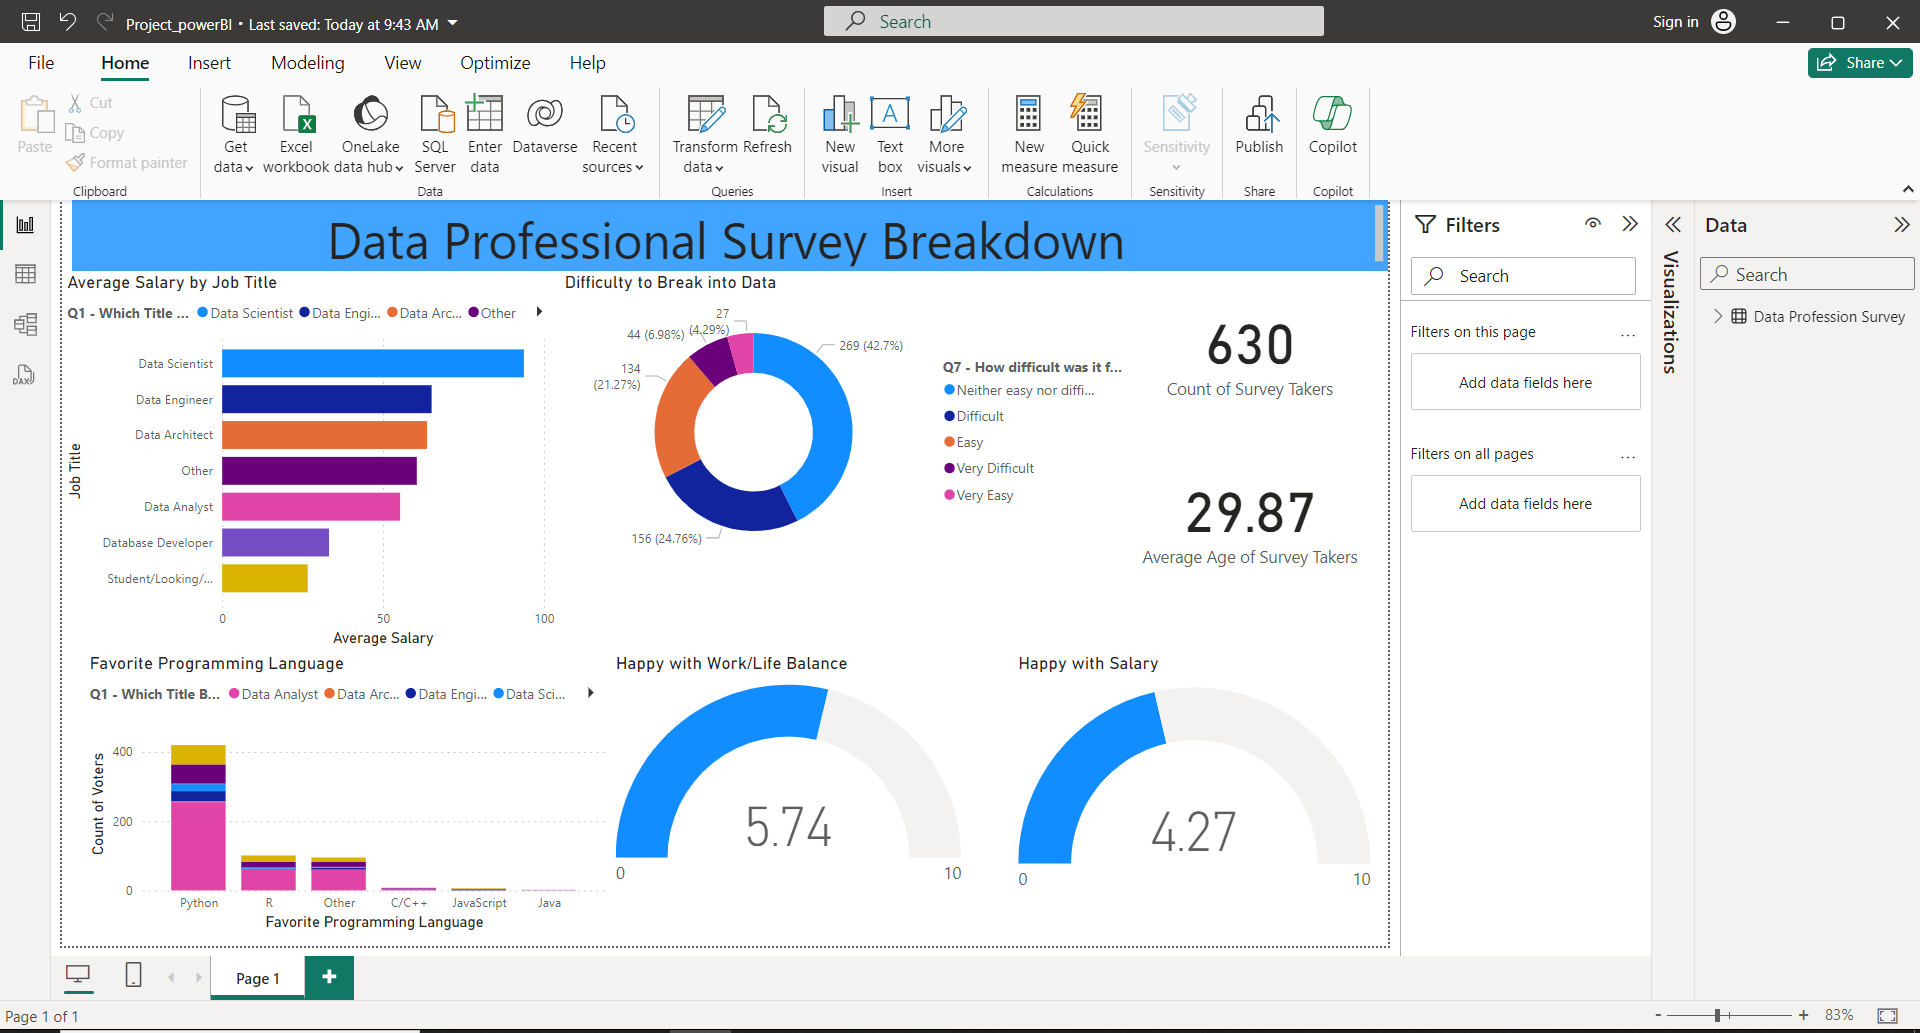 Project_powerBI • Last saved: Today at 9:43 AM
Search
Sign in
File
Home
Insert
Modeling
View
Optimize
Help
Share
Paste
Cut
Copy
Format painter
Clipboard
Get data
Excel workbook
OneLake data hub
SQL Server
Enter data
Dataverse
Recent sources
Data
Transform data
Refresh
Queries
New visual
Text box
More visuals
Insert
New measure
Quick measure
Calculations
Sensitivity
Sensitivity
Publish
Share
Copilot
Copilot
Data Professional Survey Breakdown
Average Salary by Job Title
Q1 - Which Title ...
Data Scientist
Data Engi...
Data Arc...
Other
Job Title
Data Scientist
Data Engineer
Data Architect
Other
Data Analyst
Database Developer
Student/Looking/...
0
50
100
Average Salary
Difficulty to Break into Data
27
(4.29%)
44 (6.98%)
134
(21.27%)
269 (42.7%)
156 (24.76%)
Q7 - How difficult was it f...
Neither easy nor diffi...
Difficult
Easy
Very Difficult
Very Easy
630
Count of Survey Takers
29.87
Average Age of Survey Takers
Favorite Programming Language
Q1 - Which Title B...
Data Analyst
Data Arc...
Data Engi...
Data Sci...
Count of Voters
400
200
0
Python
R
Other
C/C++
JavaScript
Java
Favorite Programming Language
Happy with Work/Life Balance
5.74
0
10
Happy with Salary
4.27
0
10
Filters
Search
Filters on this page
...
Add data fields here
Filters on all pages
...
Add data fields here
Visualizations
Data
Search
Data Profession Survey
DAX
Page 1
Page 1 of 1
- + 83%